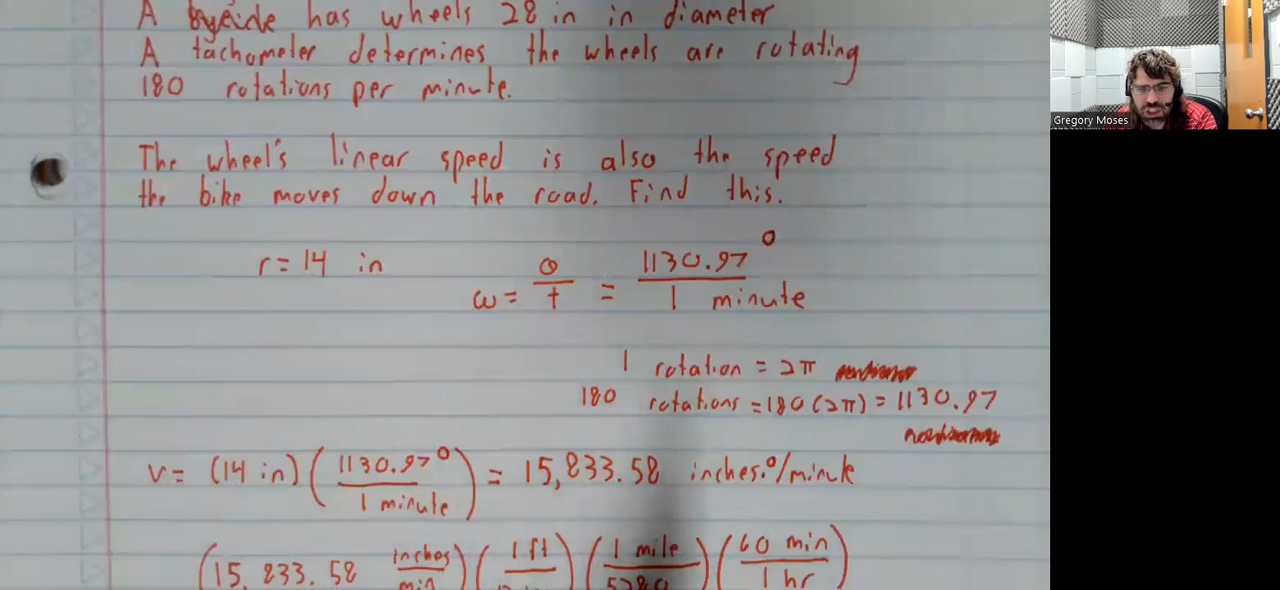 A bycicle has wheels 28 in in diameter
A tachometer determines the wheels are rotating
180 rotations per minute.
The wheel's linear speed is also the speed
the bike moves down the road. Find this.
r = 14 in
ω = θ/t = 1130.97°/1 minute
1 rotation = 2π
180 rotations = 180(2π) = 1130.97
v = (14 in)(1130.97°/1 minute) = 15,833.58 inches.°/minute
(15,833.58 inches/min)(1 ft/)(1 mile/5280)(60 min/1 hr)
Gregory Moses